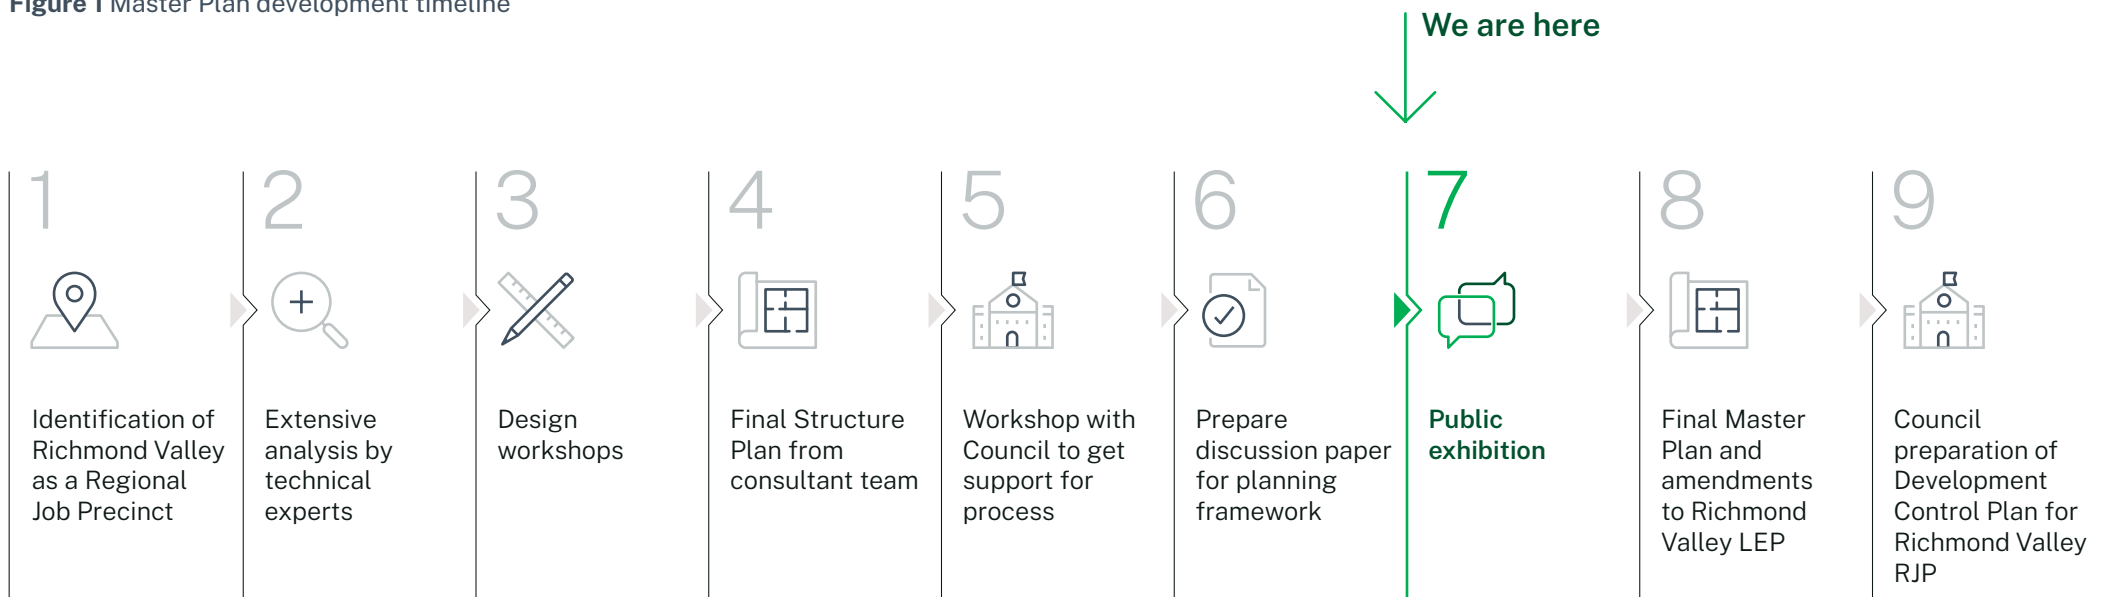 Figure 1 Master Plan development timeline
We are here
1
Identification of
Richmond Valley
as a Regional
Job Precinct
2
Extensive
analysis by
technical
experts
3
Design
workshops
4
Final Structure
Plan from
consultant team
5
Workshop with
Council to get
support for
process
6
Prepare
discussion paper
for planning
framework
7
Public
exhibition
8
Final Master
Plan and
amendments
to Richmond
Valley LEP
9
Council
preparation of
Development
Control Plan for
Richmond Valley
RJP